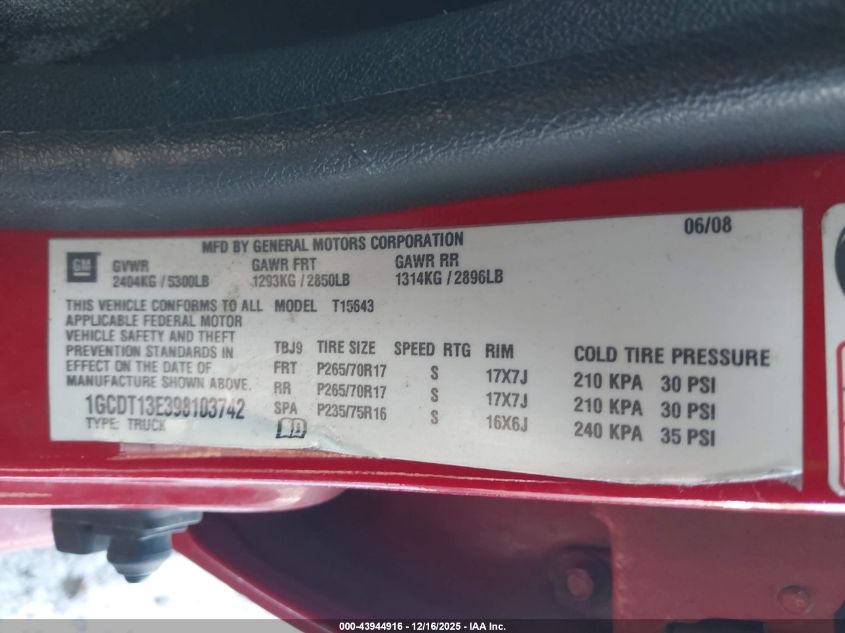 MFD BY GENERAL MOTORS CORPORATION 06/08
GM GVWR GAWR FRT GAWR RR
2404KG / 5300LB 1293KG / 2850LB 1314KG / 2896LB
THIS VEHICLE CONFORMS TO ALL MODEL T15643
APPLICABLE FEDERAL MOTOR
VEHICLE SAFETY AND THEFT
PREVENTION STANDARDS IN TBJ9 TIRE SIZE SPEED RTG RIM COLD TIRE PRESSURE
EFFECT ON THE DATE OF FRT P265/70R17 S 17X7J 210 KPA 30 PSI
MANUFACTURE SHOWN ABOVE. RR P265/70R17 S 17X7J 210 KPA 30 PSI
1GCDT13E398103742 SPA P235/75R16 S 16X6J 240 KPA 35 PSI
TYPE: TRUCK
000-43944916 - 12/16/2025 - IAA Inc.